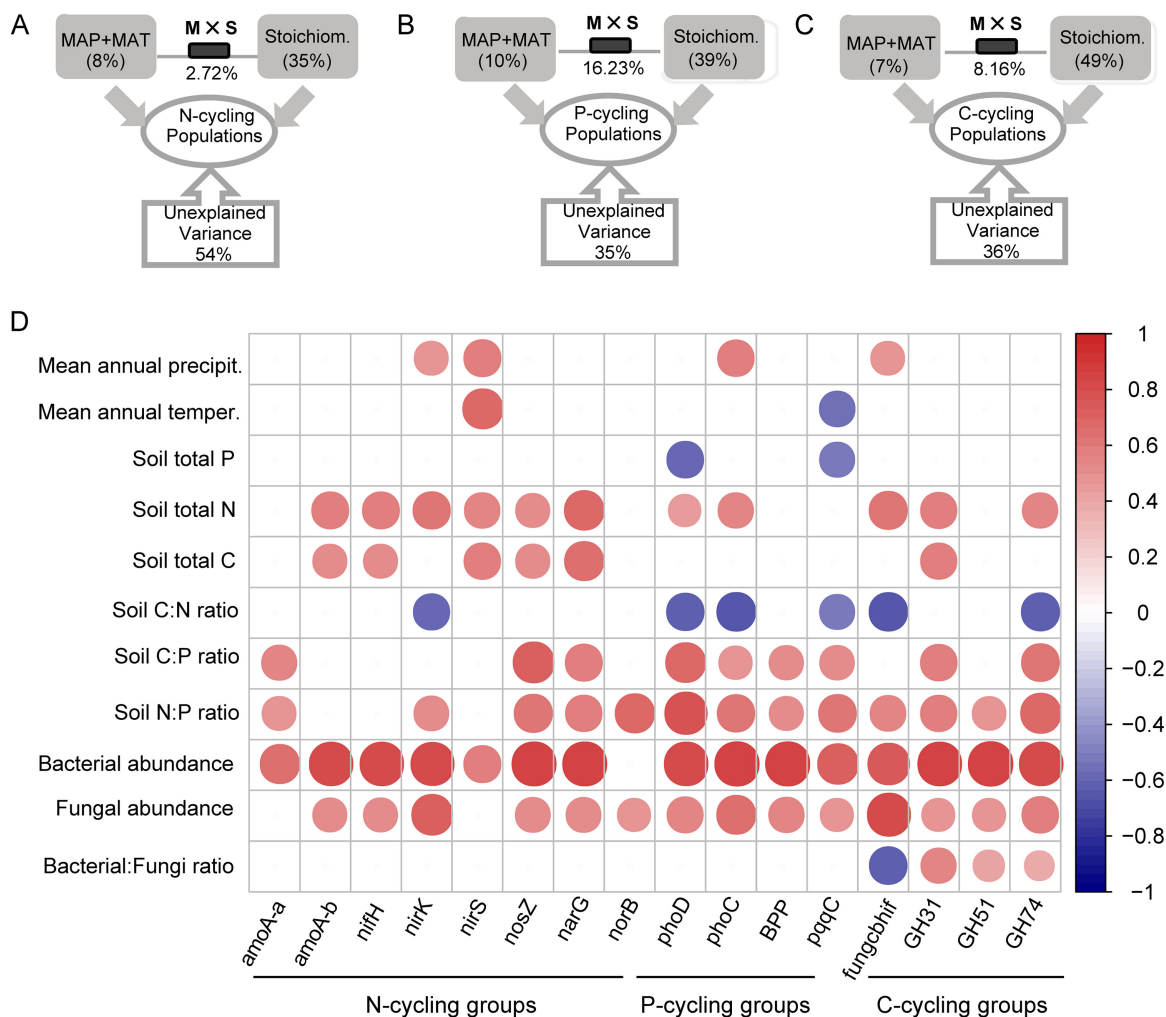 A
MAP+MAT
(8%)
M × S
2.72%
Stoichiom.
(35%)
N-cycling
Populations
Unexplained
Variance
54%
B
MAP+MAT
(10%)
M × S
16.23%
Stoichiom.
(39%)
P-cycling
Populations
Unexplained
Variance
35%
C
MAP+MAT
(7%)
M × S
8.16%
Stoichiom.
(49%)
C-cycling
Populations
Unexplained
Variance
36%
D
Mean annual precipit.
Mean annual temper.
Soil total P
Soil total N
Soil total C
Soil C:N ratio
Soil C:P ratio
Soil N:P ratio
Bacterial abundance
Fungal abundance
Bacterial:Fungi ratio
1
0.8
0.6
0.4
0.2
0
−0.2
−0.4
−0.6
−0.8
−1
amoA-a
amoA-b
nifH
nirK
nirS
nosZ
narG
norB
phoD
phoC
BPP
pqqC
fungcbhif
GH31
GH51
GH74
N-cycling groups
P-cycling groups
C-cycling groups